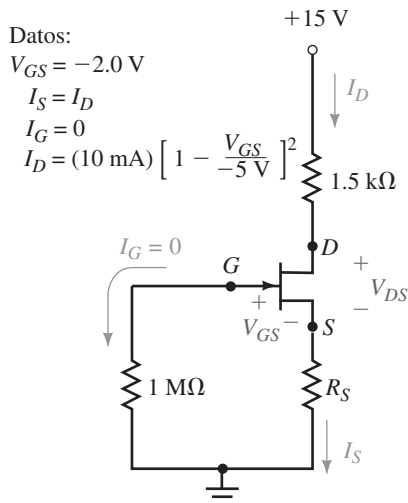 +15 V
Datos:
V_GS = −2.0 V
I_S = I_D
I_G = 0
I_D = (10 mA) [ 1 − V_GS / −5 V ]²
I_D
1.5 kΩ
I_G = 0
D
G
+
V_DS
−
+
V_GS −
S
1 MΩ
R_S
I_S